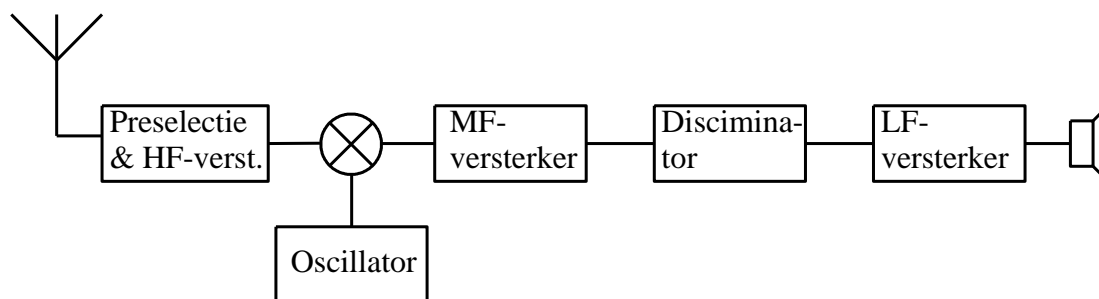 Preselectie
& HF-verst.
MF-
versterker
Discimina-
tor
LF-
versterker
Oscillator